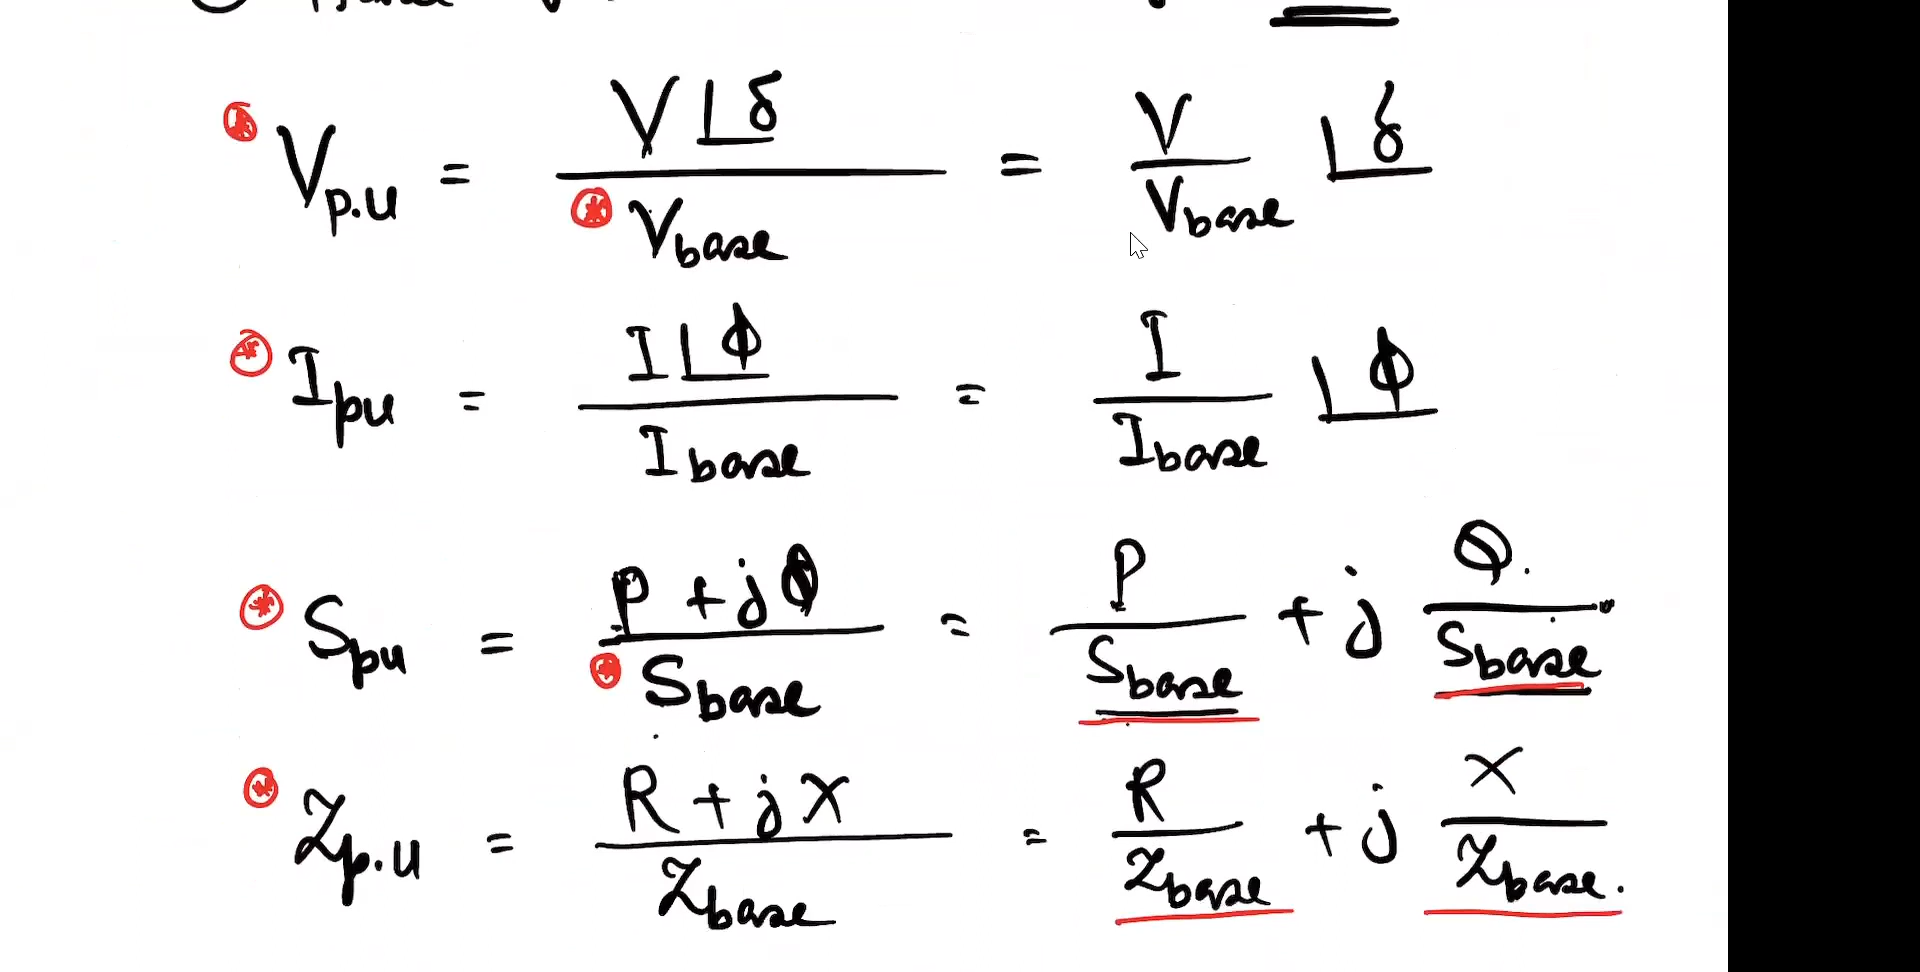 V_p.u = V∠δ / V_base = V / V_base ∠δ
I_pu = I∠ϕ / I_base = I / I_base ∠ϕ
S_pu = P + jQ / S_base = P / S_base + j Q / S_base
Z_p.u = R + jX / Z_base = R / Z_base + j X / Z_base.